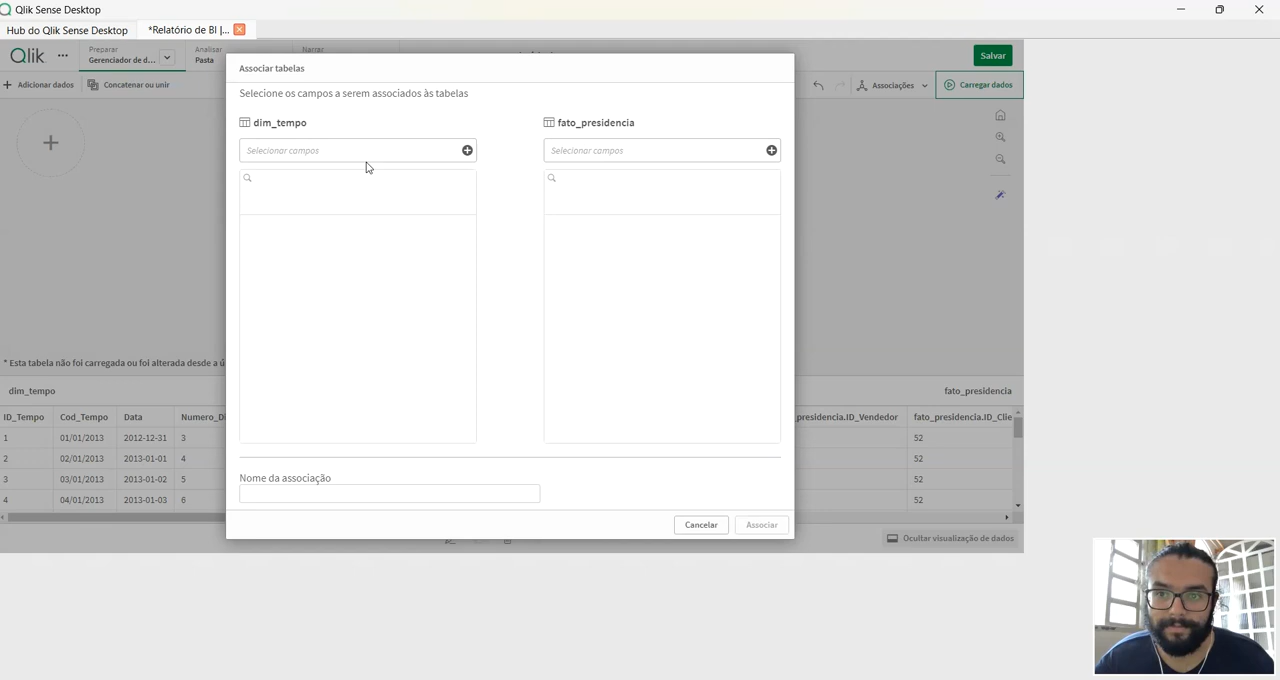 Qlik Sense Desktop
Hub do Qlik Sense Desktop
*Relatório de BI |...
Qlik
Preparar
Gerenciador de d...
Analisar
Pasta
Narrar
Salvar
Adicionar dados
Concatenar ou unir
Associações
Carregar dados
Associar tabelas
Selecione os campos a serem associados às tabelas
dim_tempo
fato_presidencia
Selecionar campos
Selecionar campos
Nome da associação
Cancelar
Associar
* Esta tabela não foi carregada ou foi alterada desde a ú
dim_tempo
fato_presidencia
ID_Tempo Cod_Tempo Data Numero_Di presidencia.ID_Vendedor fato_presidencia.ID_Clie
1 01/01/2013 2012-12-31 3 52
2 02/01/2013 2013-01-01 4 52
3 03/01/2013 2013-01-02 5 52
4 04/01/2013 2013-01-03 6 52
Ocultar visualização de dados